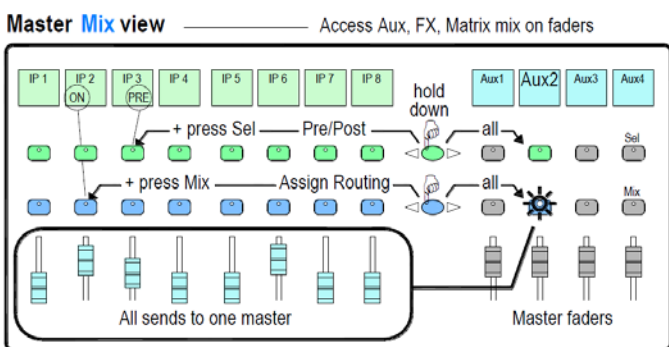 Master Mix view Access Aux, FX, Matrix mix on faders
IP 1 IP 2 IP 3 IP 4 IP 5 IP 6 IP 7 IP 8 Aux1 Aux2 Aux3 Aux4
ON PRE
hold
down
+ press Sel Pre/Post all Sel
+ press Mix Assign Routing all Mix
All sends to one master Master faders